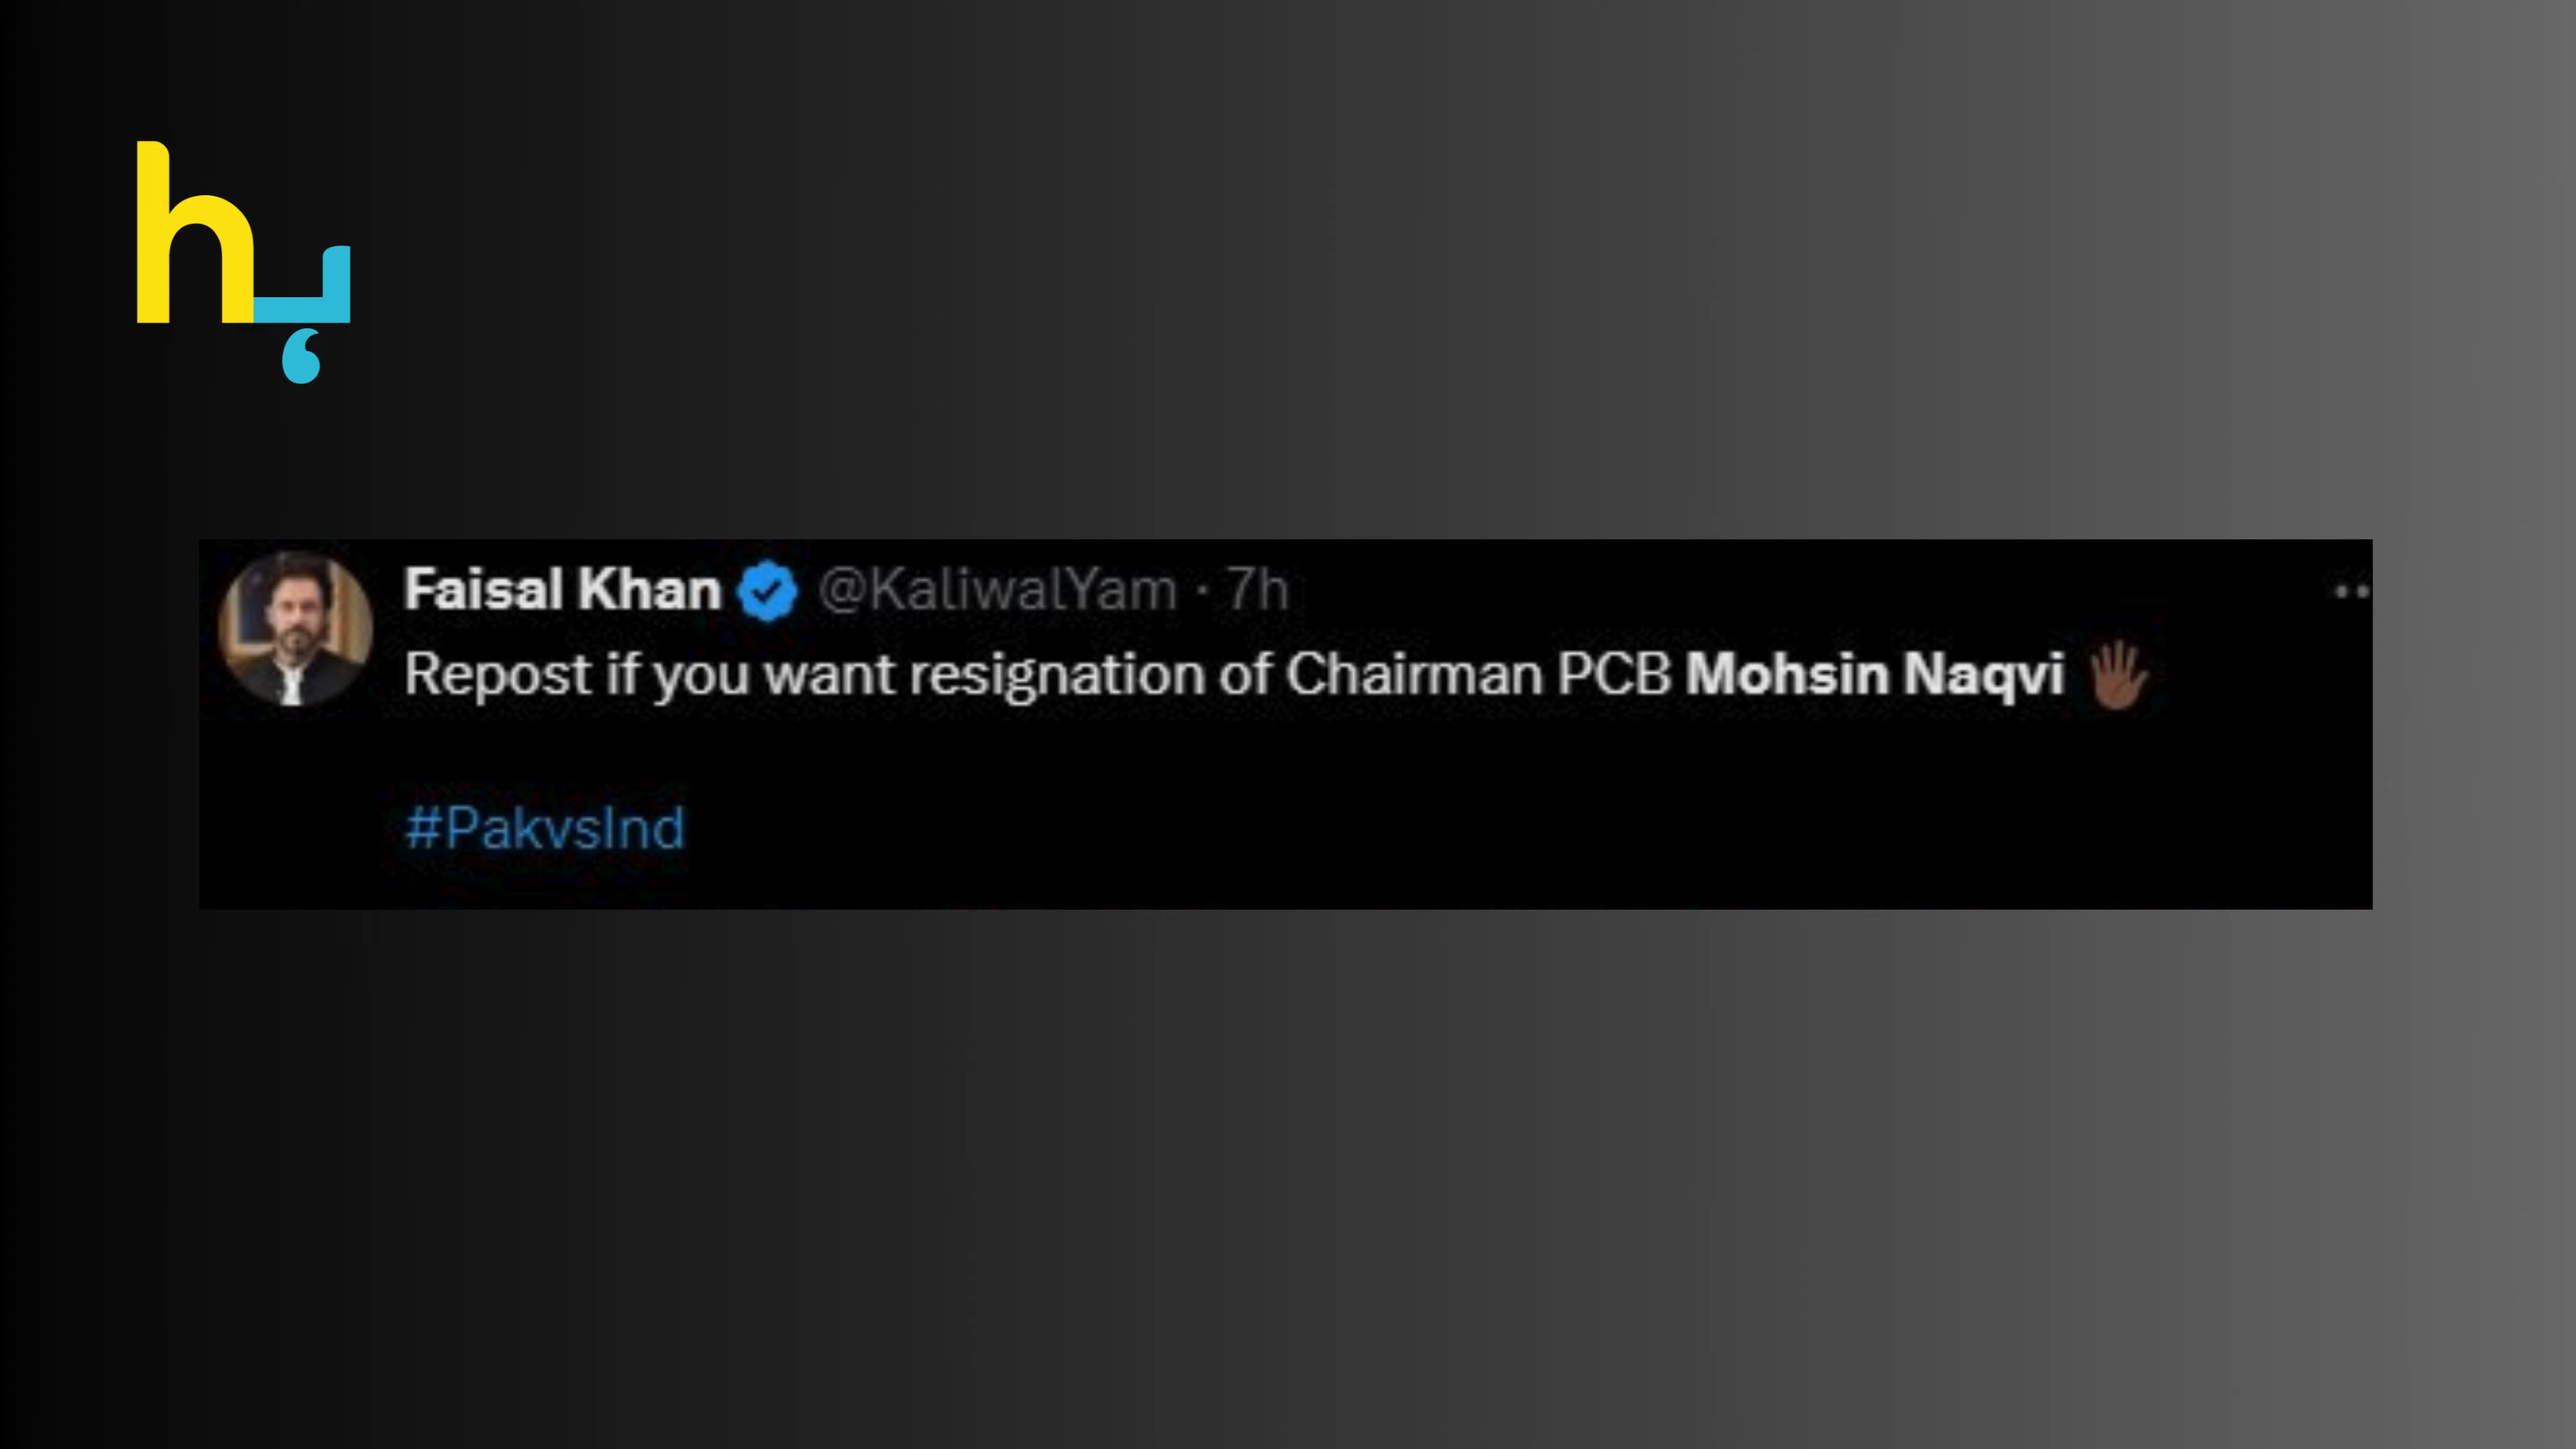 h
Faisal Khan @KaliwalYam · 7h
Repost if you want resignation of Chairman PCB Mohsin Naqvi 🖐🏾
#PakvsInd